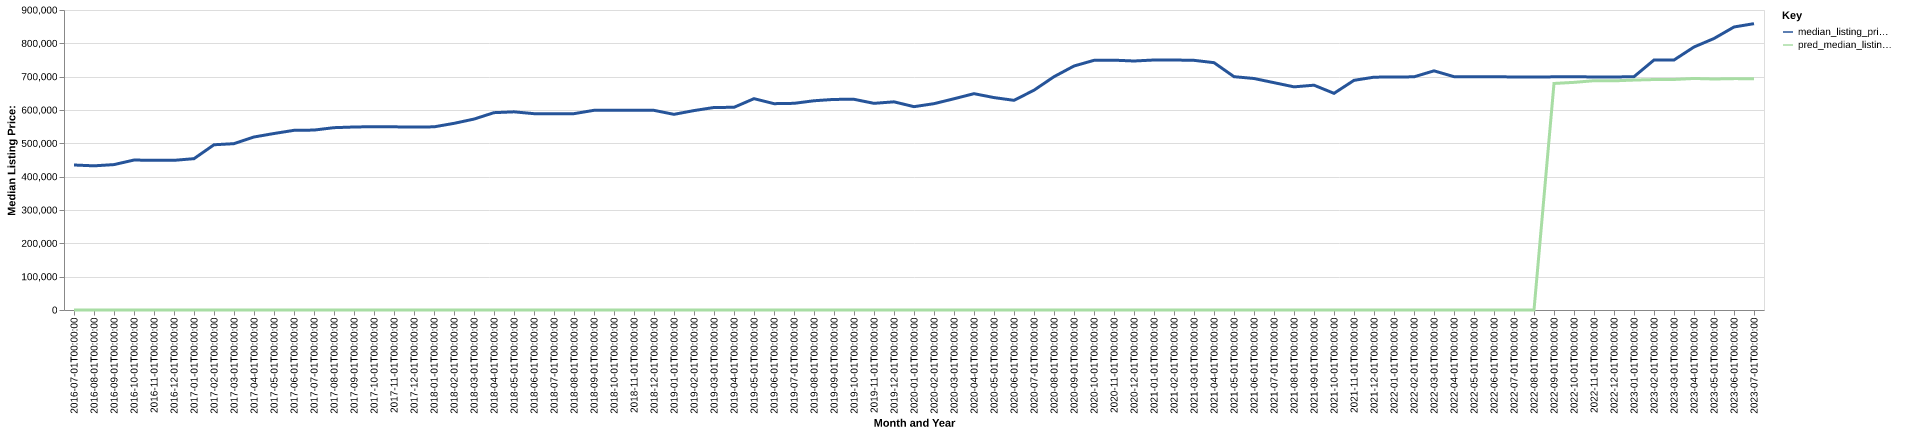 900,000
800,000
700,000
600,000
500,000
400,000
300,000
200,000
100,000
0
Median Listing Price:
2016-07-01T00:00:00
2016-08-01T00:00:00
2016-09-01T00:00:00
2016-10-01T00:00:00
2016-11-01T00:00:00
2016-12-01T00:00:00
2017-01-01T00:00:00
2017-02-01T00:00:00
2017-03-01T00:00:00
2017-04-01T00:00:00
2017-05-01T00:00:00
2017-06-01T00:00:00
2017-07-01T00:00:00
2017-08-01T00:00:00
2017-09-01T00:00:00
2017-10-01T00:00:00
2017-11-01T00:00:00
2017-12-01T00:00:00
2018-01-01T00:00:00
2018-02-01T00:00:00
2018-03-01T00:00:00
2018-04-01T00:00:00
2018-05-01T00:00:00
2018-06-01T00:00:00
2018-07-01T00:00:00
2018-08-01T00:00:00
2018-09-01T00:00:00
2018-10-01T00:00:00
2018-11-01T00:00:00
2018-12-01T00:00:00
2019-01-01T00:00:00
2019-02-01T00:00:00
2019-03-01T00:00:00
2019-04-01T00:00:00
2019-05-01T00:00:00
2019-06-01T00:00:00
2019-07-01T00:00:00
2019-08-01T00:00:00
2019-09-01T00:00:00
2019-10-01T00:00:00
2019-11-01T00:00:00
2019-12-01T00:00:00
2020-01-01T00:00:00
2020-02-01T00:00:00
2020-03-01T00:00:00
2020-04-01T00:00:00
2020-05-01T00:00:00
2020-06-01T00:00:00
2020-07-01T00:00:00
2020-08-01T00:00:00
2020-09-01T00:00:00
2020-10-01T00:00:00
2020-11-01T00:00:00
2020-12-01T00:00:00
2021-01-01T00:00:00
2021-02-01T00:00:00
2021-03-01T00:00:00
2021-04-01T00:00:00
2021-05-01T00:00:00
2021-06-01T00:00:00
2021-07-01T00:00:00
2021-08-01T00:00:00
2021-09-01T00:00:00
2021-10-01T00:00:00
2021-11-01T00:00:00
2021-12-01T00:00:00
2022-01-01T00:00:00
2022-02-01T00:00:00
2022-03-01T00:00:00
2022-04-01T00:00:00
2022-05-01T00:00:00
2022-06-01T00:00:00
2022-07-01T00:00:00
2022-08-01T00:00:00
2022-09-01T00:00:00
2022-10-01T00:00:00
2022-11-01T00:00:00
2022-12-01T00:00:00
2023-01-01T00:00:00
2023-02-01T00:00:00
2023-03-01T00:00:00
2023-04-01T00:00:00
2023-05-01T00:00:00
2023-06-01T00:00:00
2023-07-01T00:00:00
Month and Year
Key
median_listing_pri…
pred_median_listin…